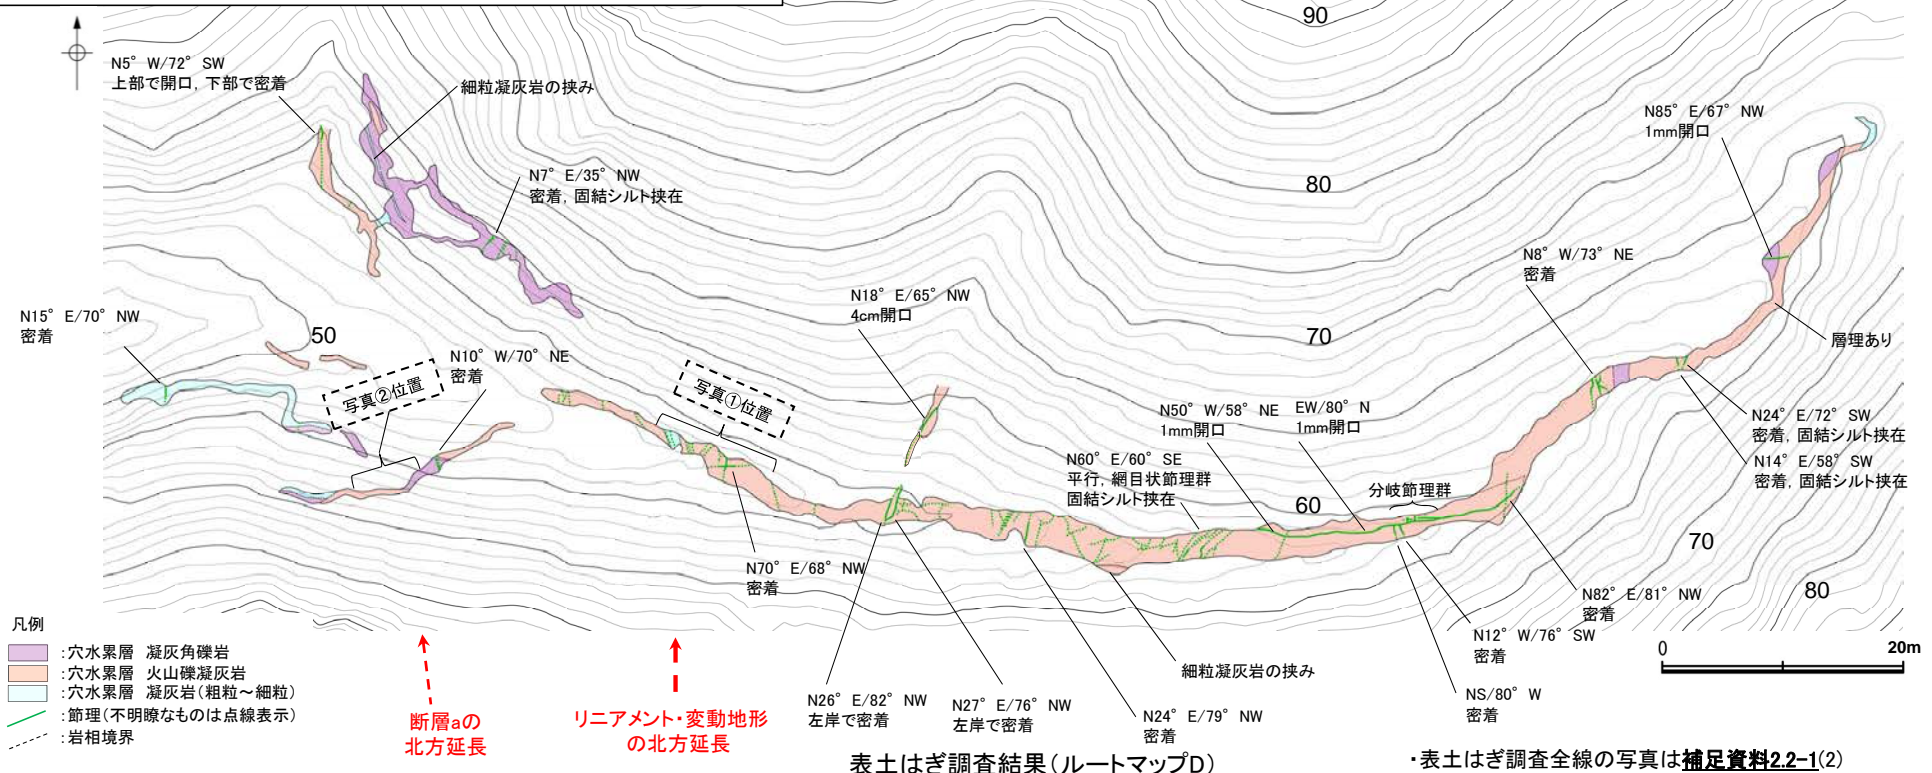 90
N5° W/72° SW
上部で開口, 下部で密着
細粒凝灰岩の挟み
N85° E/67° NW
1mm開口
N7° E/35° NW
密着, 固結シルト挟在
80
N8° W/73° NE
密着
N18° E/65° NW
4cm開口
N15° E/70° NW
密着
50
70
層理あり
N10° W/70° NE
密着
写真②位置
写真①位置
N50° W/58° NE
1mm開口
EW/80° N
1mm開口
N24° E/72° SW
密着, 固結シルト挟在
N60° E/60° SE
平行, 網目状節理群
固結シルト挟在
N14° E/58° SW
密着, 固結シルト挟在
分岐節理群
60
70
N70° E/68° NW
密着
N82° E/81° NW
密着
80
凡例
:穴水累層 凝灰角礫岩
:穴水累層 火山礫凝灰岩
:穴水累層 凝灰岩(粗粒～細粒)
:節理(不明瞭なものは点線表示)
:岩相境界
断層aの
北方延長
リニアメント・変動地形
の北方延長
N26° E/82° NW
左岸で密着
N27° E/76° NW
左岸で密着
N24° E/79° NW
密着
細粒凝灰岩の挟み
N12° W/76° SW
密着
NS/80° W
密着
0
20m
表土はぎ調査結果(ルートマップD)
・表土はぎ調査全線の写真は補足資料2.2-1(2)